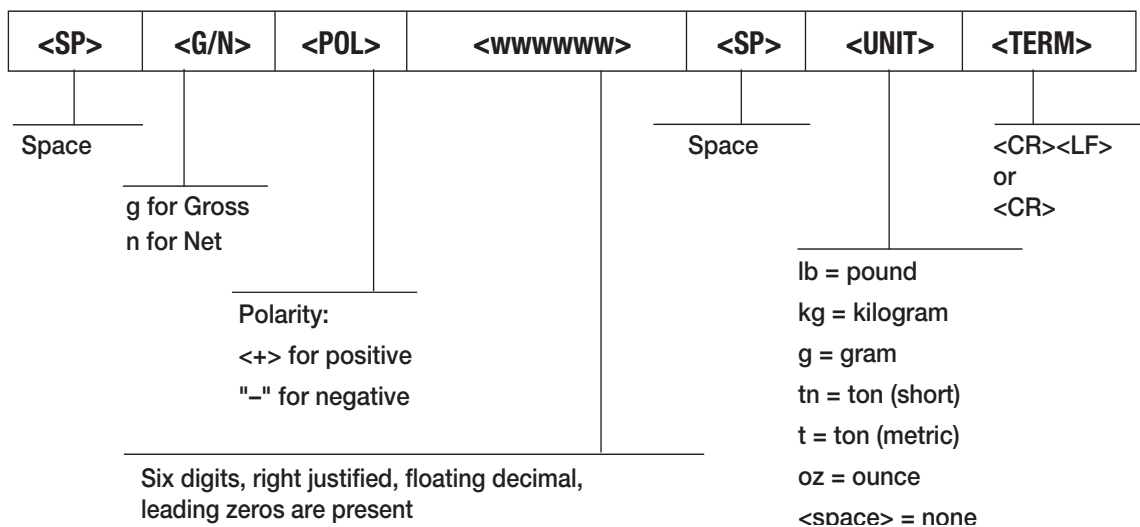 <SP> <G/N> <POL> <wwwwww> <SP> <UNIT> <TERM>
Space
g for Gross
n for Net
Polarity:
<+> for positive
"–" for negative
Six digits, right justified, floating decimal,
leading zeros are present
Space
lb = pound
kg = kilogram
g = gram
tn = ton (short)
t = ton (metric)
oz = ounce
<space> = none
<CR><LF>
or
<CR>